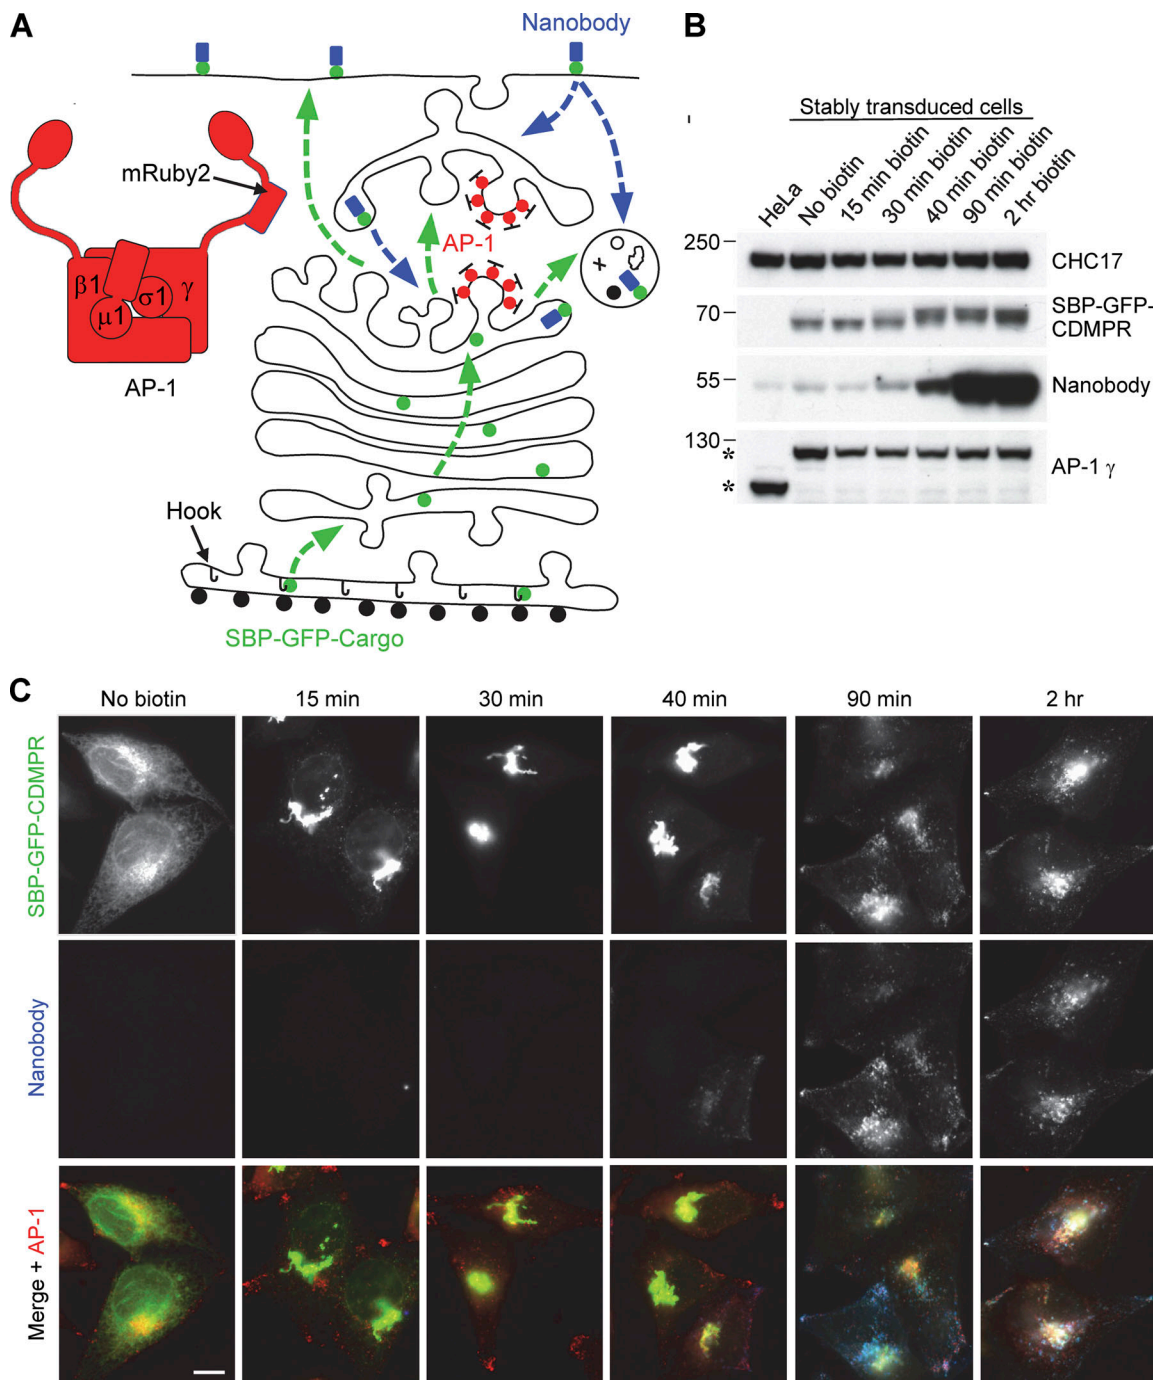 A
Nanobody
mRuby2
AP-1
β1
γ
σ1
μ1
AP-1
Hook
SBP-GFP-Cargo
B
Stably transduced cells
HeLa
No biotin
15 min biotin
30 min biotin
40 min biotin
90 min biotin
2 hr biotin
250
CHC17
70
SBP-GFP-
CDMPR
55
Nanobody
130
*
*
AP-1 γ
C
No biotin
15 min
30 min
40 min
90 min
2 hr
SBP-GFP-CDMPR
Nanobody
Merge + AP-1